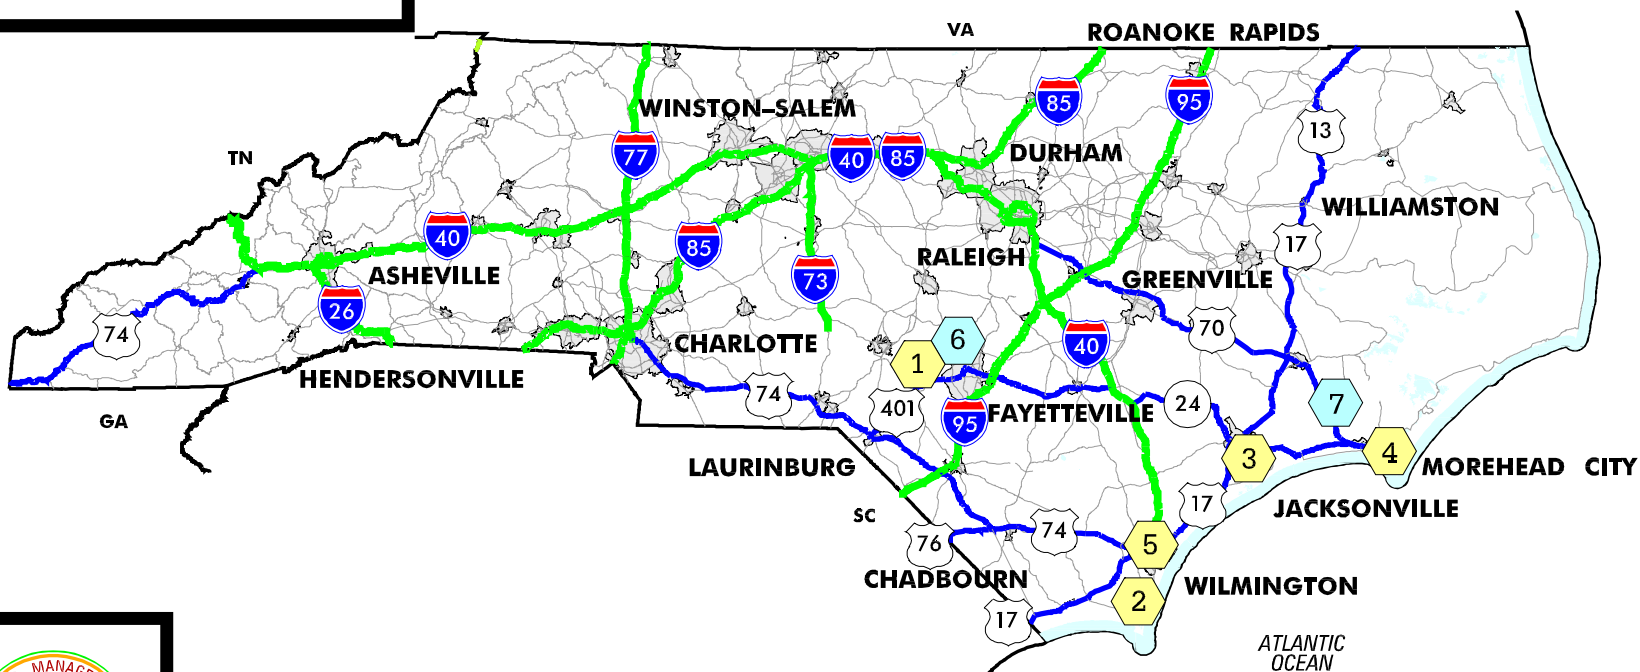 VA
ROANOKE RAPIDS
WINSTON-SALEM
85
95
13
TN
77
40
85
DURHAM
WILLIAMSTON
40
85
17
RALEIGH
ASHEVILLE
73
GREENVILLE
26
74
70
6
40
CHARLOTTE
1
HENDERSONVILLE
74
401
24
7
GA
95
FAYETTEVILLE
3
4
LAURINBURG
MOREHEAD CITY
17
JACKSONVILLE
SC
76
74
5
CHADBOURN
2
WILMINGTON
17
ATLANTIC
OCEAN